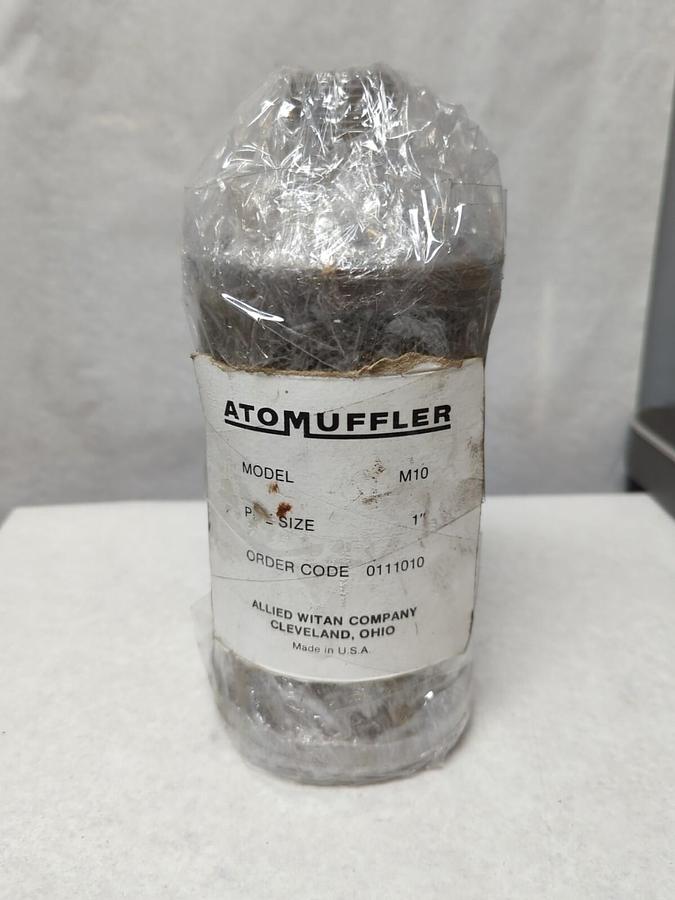 ATOMUFFLER
MODEL M10
SIZE 1"
ORDER CODE 0111010
ALLIED WITAN COMPANY
CLEVELAND, OHIO
Made in U.S.A.